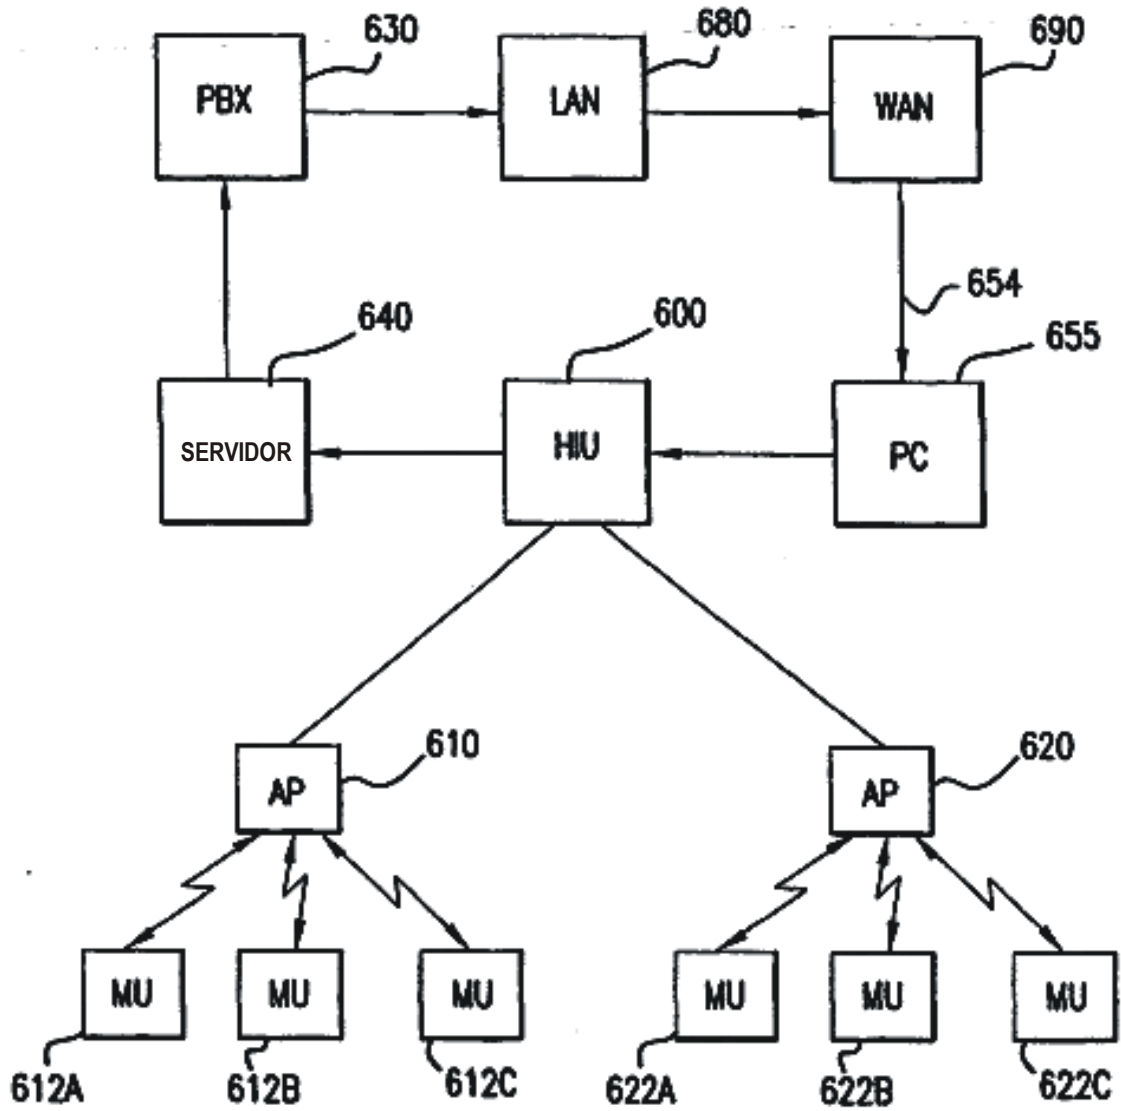 630
680
690
PBX
LAN
WAN
654
640
600
655
SERVIDOR
HIU
PC
610
620
AP
AP
MU
MU
MU
MU
MU
MU
612A
612B
612C
622A
622B
622C